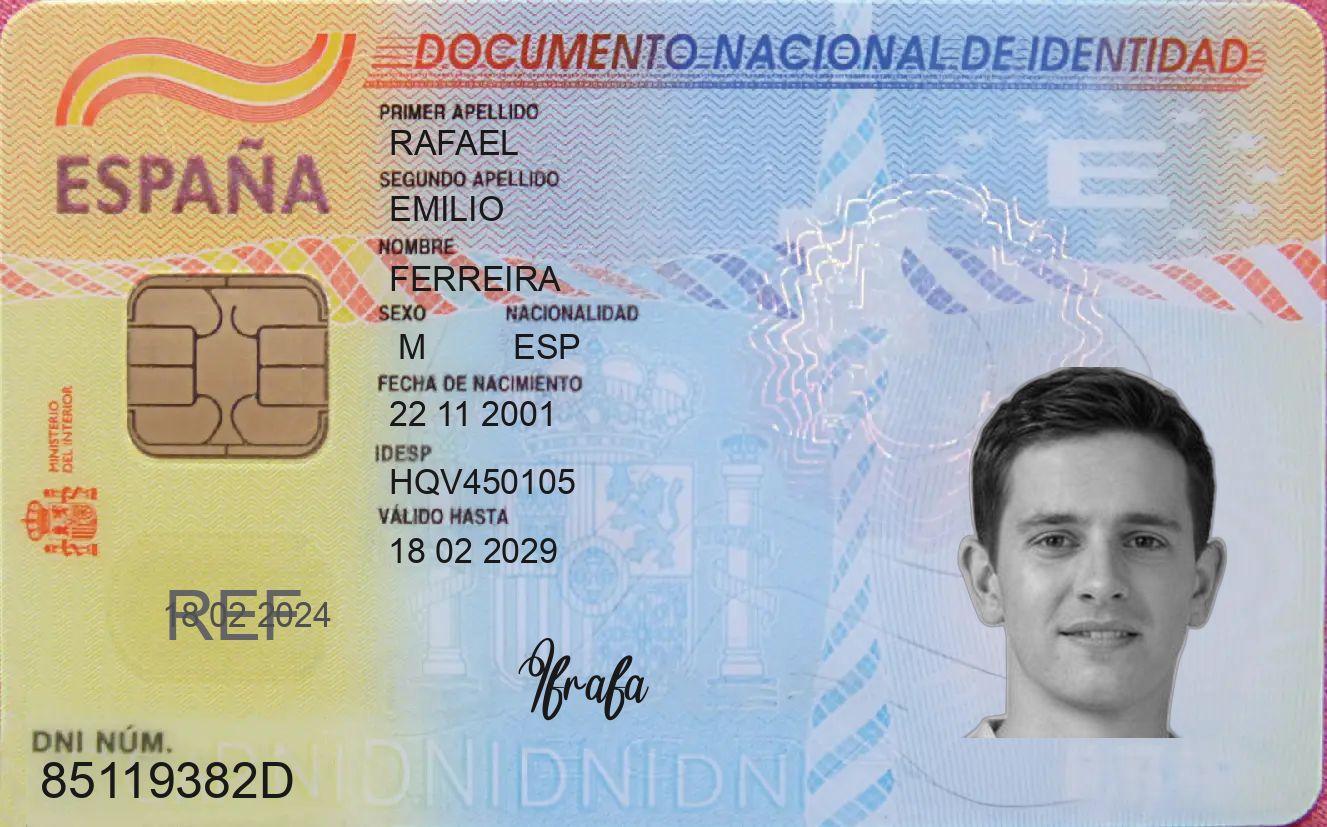 DOCUMENTO NACIONAL DE IDENTIDAD
ESPAÑA
PRIMER APELLIDO
RAFAEL
SEGUNDO APELLIDO
EMILIO
NOMBRE
FERREIRA
SEXO NACIONALIDAD
M ESP
FECHA DE NACIMIENTO
22 11 2001
IDESP
HQV450105
VÁLIDO HASTA
18 02 2029
MINISTERIO
DEL INTERIOR
E
REF
18 02 2024
Ifrafa
DNI NÚM.
85119382D
DNIDNIDNIDNI